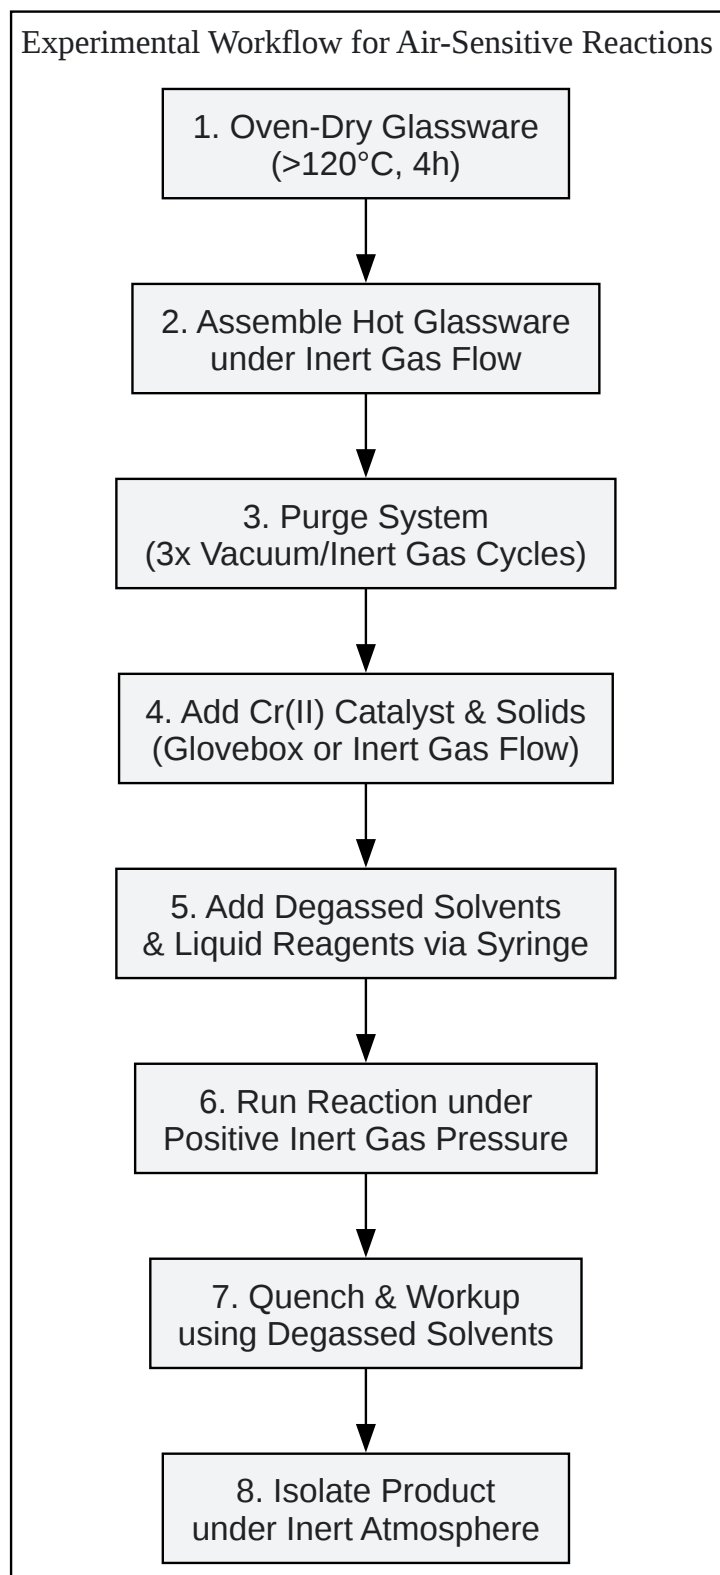 Experimental Workflow for Air-Sensitive Reactions
1. Oven-Dry Glassware
(>120°C, 4h)
2. Assemble Hot Glassware
under Inert Gas Flow
3. Purge System
(3x Vacuum/Inert Gas Cycles)
4. Add Cr(II) Catalyst & Solids
(Glovebox or Inert Gas Flow)
5. Add Degassed Solvents
& Liquid Reagents via Syringe
6. Run Reaction under
Positive Inert Gas Pressure
7. Quench & Workup
using Degassed Solvents
8. Isolate Product
under Inert Atmosphere